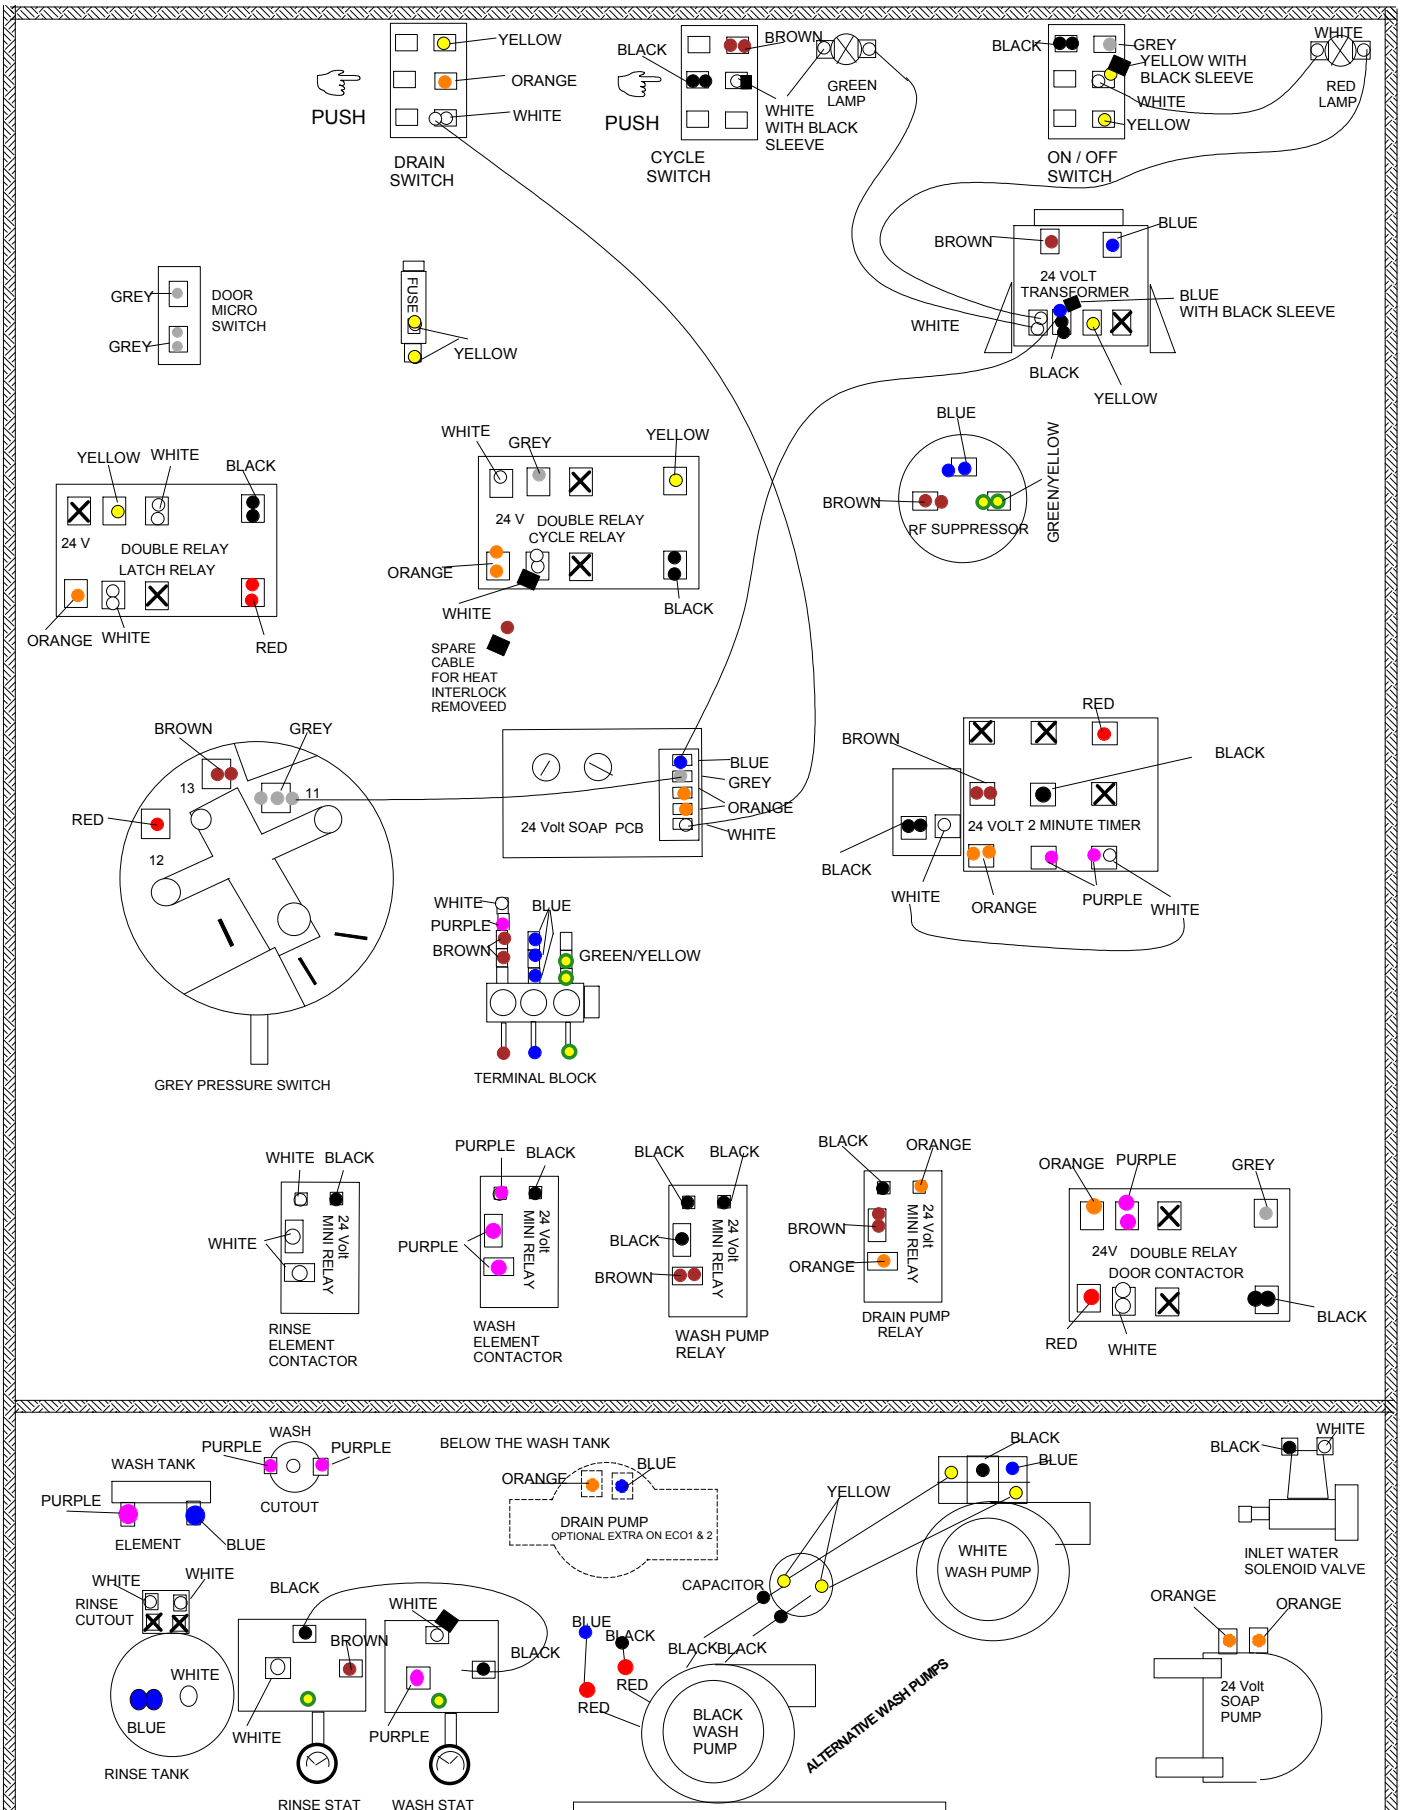 YELLOW
ORANGE
WHITE
PUSH
DRAIN
SWITCH
BLACK
BROWN
PUSH
WHITE
WITH BLACK
SLEEVE
CYCLE
SWITCH
GREEN
LAMP
BLACK
GREY
YELLOW WITH
BLACK SLEEVE
WHITE
YELLOW
ON / OFF
SWITCH
WHITE
RED
LAMP
BROWN
BLUE
24 VOLT
TRANSFORMER
BLUE
WITH BLACK SLEEVE
WHITE
BLACK
YELLOW
GREY
GREY
DOOR
MICRO
SWITCH
FUSE
YELLOW
YELLOW
WHITE
BLACK
24 V
DOUBLE RELAY
LATCH RELAY
ORANGE
WHITE
RED
WHITE
GREY
YELLOW
24 V
DOUBLE RELAY
CYCLE RELAY
ORANGE
WHITE
BLACK
SPARE
CABLE
FOR HEAT
INTERLOCK
REMOVEED
BLUE
BROWN
GREEN/YELLOW
RF SUPPRESSOR
BROWN
GREY
13
11
RED
12
GREY PRESSURE SWITCH
24 Volt SOAP PCB
BLUE
GREY
ORANGE
WHITE
RED
BROWN
BLACK
24 VOLT 2 MINUTE TIMER
BLACK
WHITE
ORANGE
PURPLE
WHITE
WHITE
PURPLE
BROWN
BLUE
GREEN/YELLOW
TERMINAL BLOCK
WHITE
BLACK
WHITE
24 Volt
MINI RELAY
RINSE
ELEMENT
CONTACTOR
PURPLE
BLACK
PURPLE
24 Volt
MINI RELAY
WASH
ELEMENT
CONTACTOR
BLACK
BLACK
BLACK
BROWN
24 Volt
MINI RELAY
WASH PUMP
RELAY
BLACK
ORANGE
BROWN
ORANGE
24 Volt
MINI RELAY
DRAIN PUMP
RELAY
ORANGE
PURPLE
GREY
24V
DOUBLE RELAY
DOOR CONTACTOR
RED
WHITE
BLACK
WASH TANK
PURPLE
ELEMENT
BLUE
WASH
PURPLE
PURPLE
CUTOUT
BELOW THE WASH TANK
ORANGE
BLUE
DRAIN PUMP
OPTIONAL EXTRA ON ECO1 & 2
BLACK
BLUE
YELLOW
WHITE
WASH PUMP
CAPACITOR
BLACK
WHITE
INLET WATER
SOLENOID VALVE
WHITE
WHITE
RINSE
CUTOUT
WHITE
BLUE
RINSE TANK
BLACK
BROWN
WHITE
RINSE STAT
WHITE
BLACK
PURPLE
WASH STAT
BLUE
BLACK
RED
RED
BLACK
BLACK
BLACK
WASH
PUMP
ALTERNATIVE WASH PUMPS
ORANGE
ORANGE
24 Volt
SOAP
PUMP